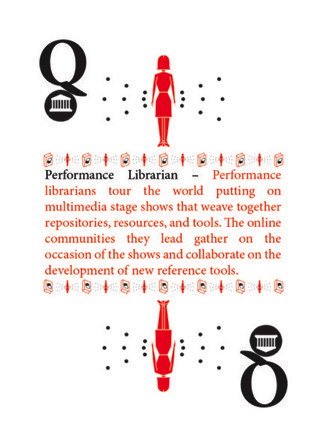 Q
Performance Librarian – Performance
librarians tour the world putting on
multimedia stage shows that weave together
repositories, resources, and tools. The online
communities they lead gather on the
occasion of the shows and collaborate on the
development of new reference tools.
Q